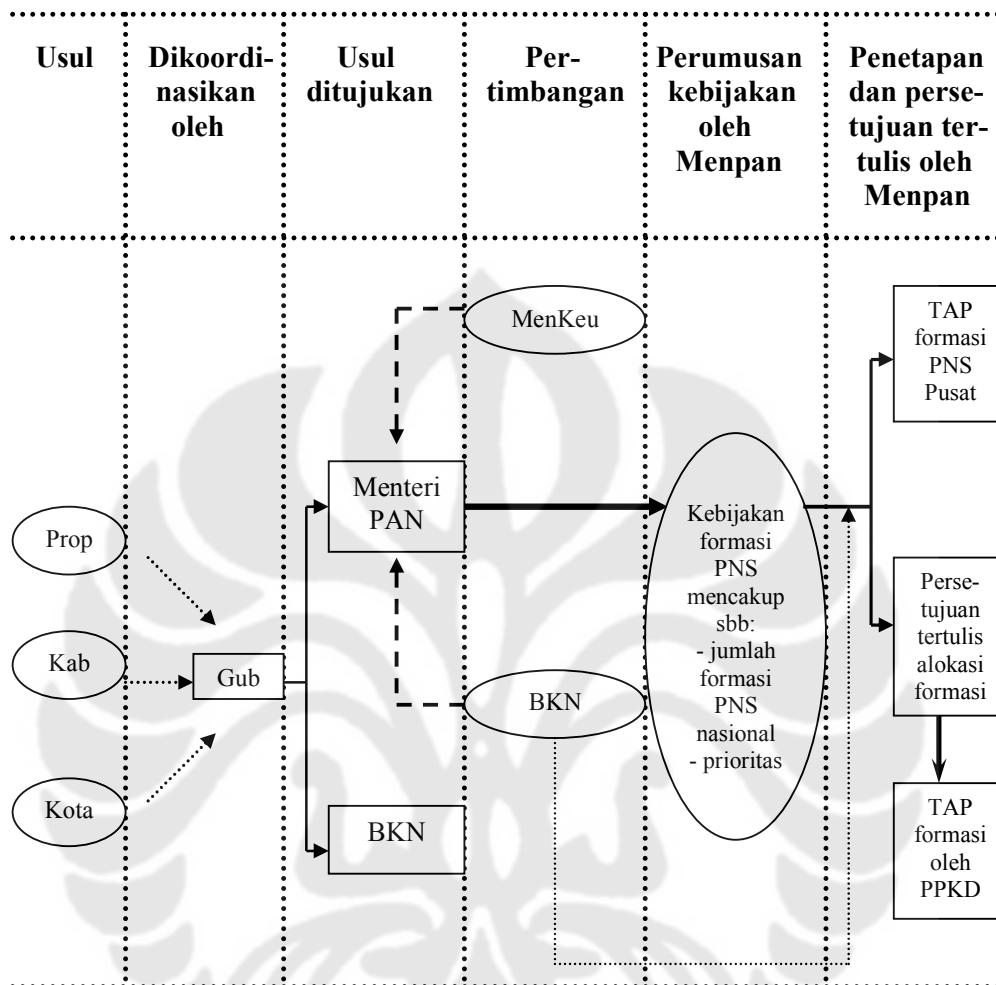 Usul
Dikoordi-
nasikan
oleh
Usul
ditujukan
Per-
timbangan
Perumusan
kebijakan
oleh
Menpan
Penetapan
dan perse-
tujuan ter-
tulis oleh
Menpan
Prop
Kab
Kota
Gub
Menteri
PAN
BKN
MenKeu
BKN
Kebijakan
formasi
PNS
mencakup
sbb:
- jumlah
formasi
PNS
nasional
- prioritas
TAP
formasi
PNS
Pusat
Perse-
tujuan
tertulis
alokasi
formasi
TAP
formasi
oleh
PPKD